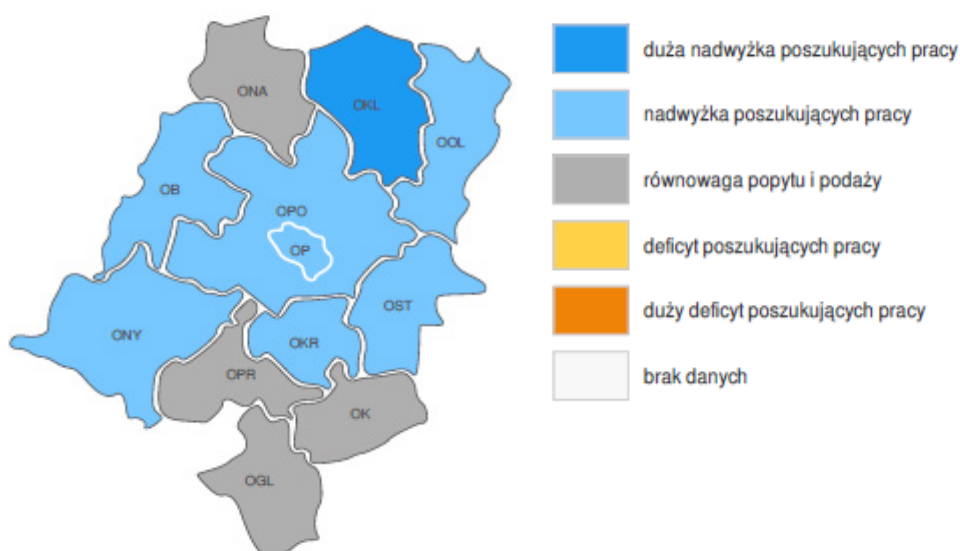 ONA
OKL
OOL
OB
OPO
OP
OST
ONY
OKR
OPR
OK
OGL
duża nadwyżka poszukujących pracy
nadwyżka poszukujących pracy
równowaga popytu i podaży
deficyt poszukujących pracy
duży deficyt poszukujących pracy
brak danych